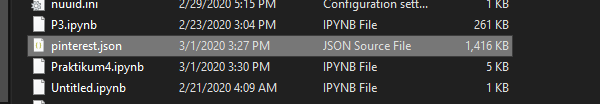 nuuid.ini 2/29/2020 5:15 PM Configuration sett...
P3.ipynb 2/23/2020 3:04 PM IPYNB File 261 KB
pinterest.json 3/1/2020 3:27 PM JSON Source File 1,416 KB
Praktikum4.ipynb 3/1/2020 3:30 PM IPYNB File 5 KB
Untitled.ipynb 2/21/2020 4:09 AM IPYNB File 1 KB